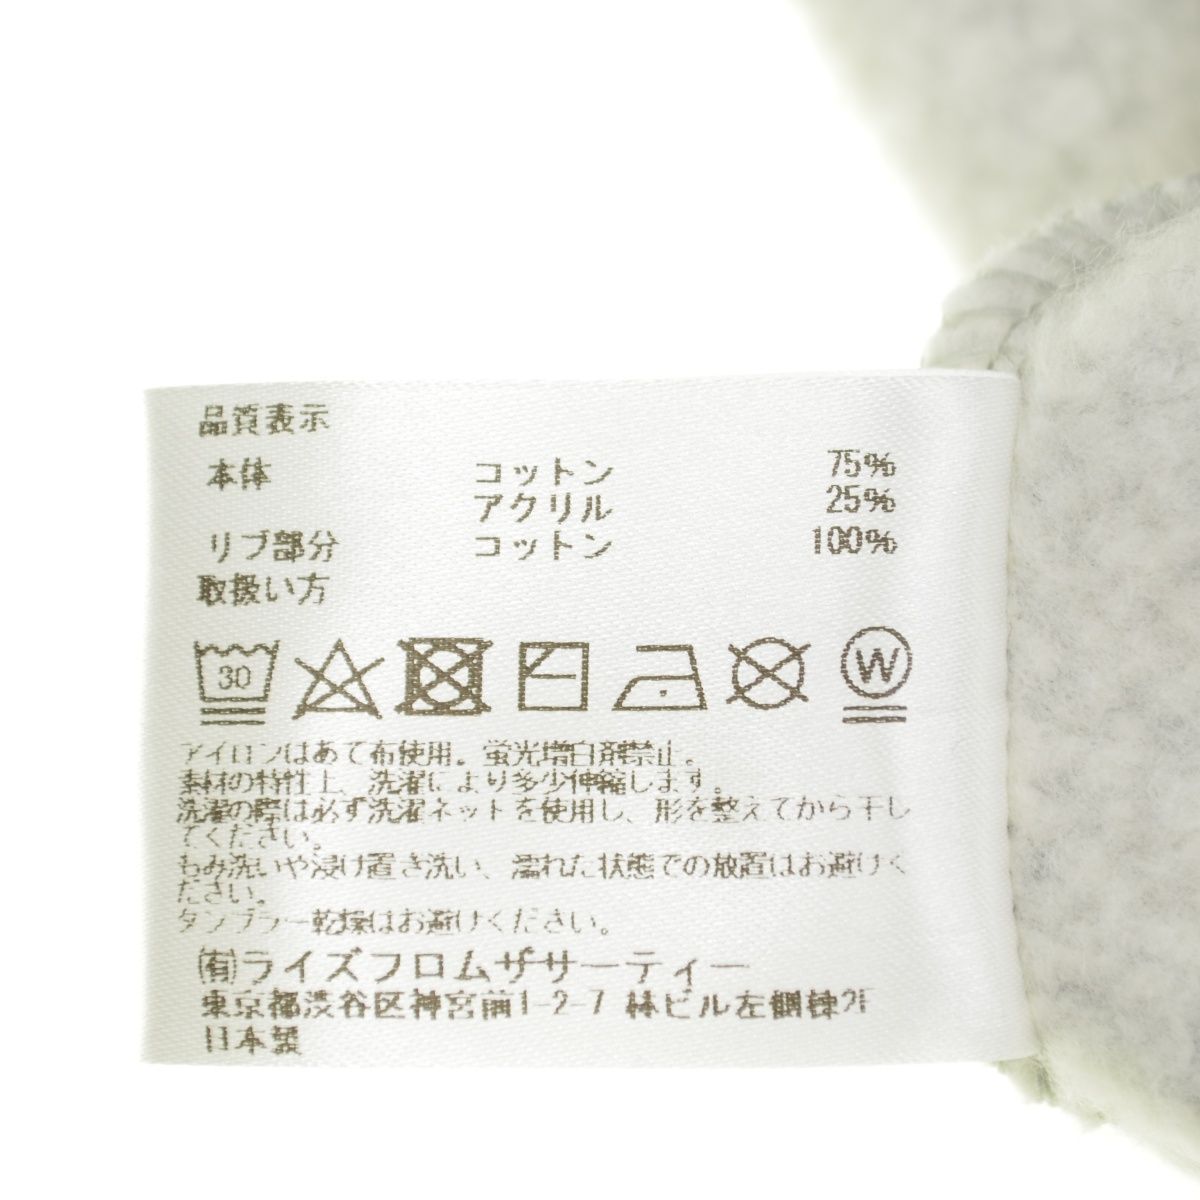 品質表示
本体 コットン 75%
アクリル 25%
リブ部分 コットン 100%
取扱い方
30 W
アイロンはあて布使用。蛍光増白剤禁止。
素材の特性上、洗濯により多少伸縮します。
洗濯の際は必ず洗濯ネットを使用し、形を整えてから干し
てください。
もみ洗いや浸け置き洗い、濡れた状態での放置はお避けく
ださい。
タンブラー乾燥はお避けください。
㈲ライズフロムザサーティー
東京都渋谷区神宮前1-2-7 林ビル左側棟2F
日本製